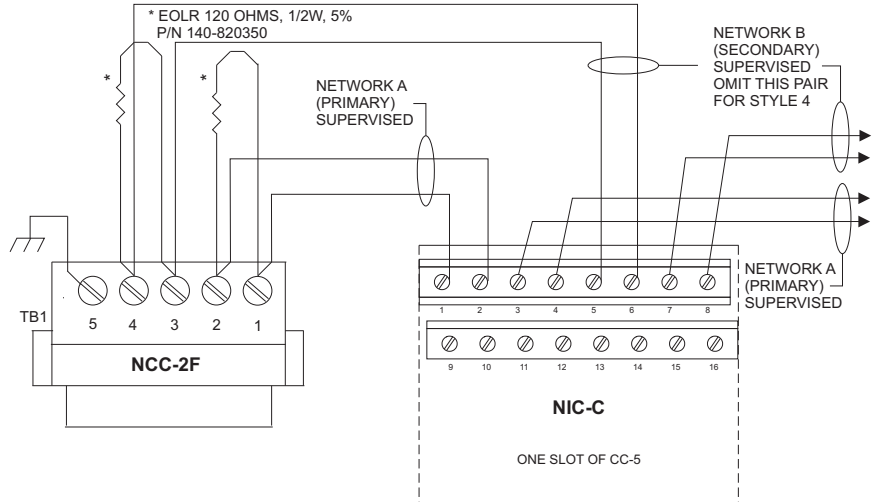 * EOLR 120 OHMS, 1/2W, 5%
P/N 140-820350
*
*
NETWORK A
(PRIMARY)
SUPERVISED
NETWORK B
(SECONDARY)
SUPERVISED
OMIT THIS PAIR
FOR STYLE 4
NETWORK A
(PRIMARY)
SUPERVISED
TB1
5 4 3 2 1
NCC-2F
1 2 3 4 5 6 7 8
9 10 11 12 13 14 15 16
NIC-C
ONE SLOT OF CC-5